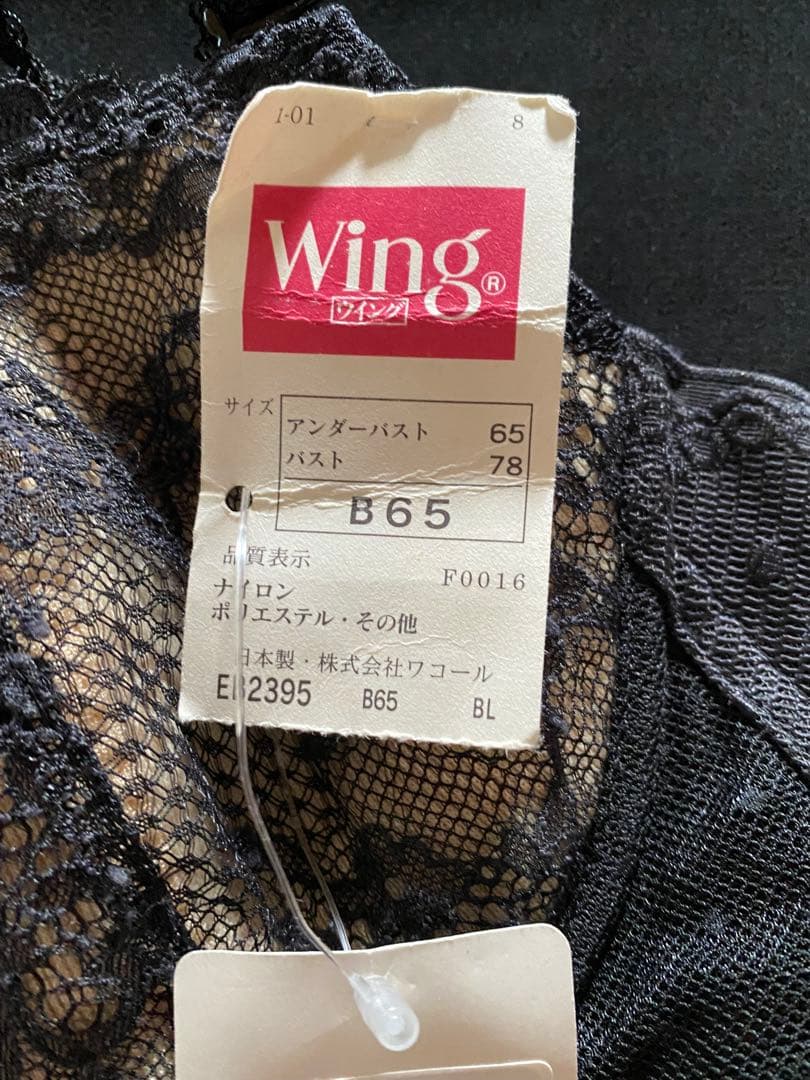 1-01 8
Wing®
ウイング
サイズ
アンダーバスト 65
バスト 78
B65
品質表示
F0016
ナイロン
ポリエステル・その他
日本製・株式会社ワコール
EB2395 B65 BL